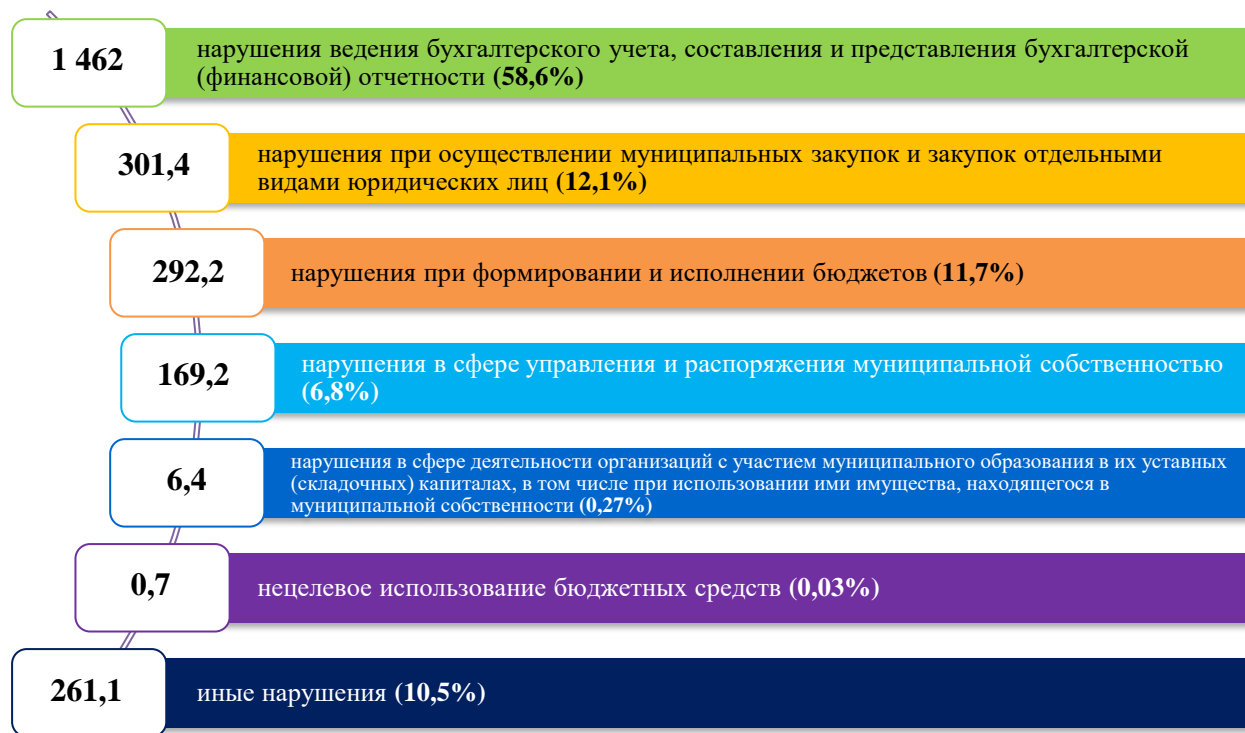 1 462
нарушения ведения бухгалтерского учета, составления и представления бухгалтерской
(финансовой) отчетности (58,6%)
301,4
нарушения при осуществлении муниципальных закупок и закупок отдельными
видами юридических лиц (12,1%)
292,2
нарушения при формировании и исполнении бюджетов (11,7%)
169,2
нарушения в сфере управления и распоряжения муниципальной собственностью
(6,8%)
6,4
нарушения в сфере деятельности организаций с участием муниципального образования в их уставных
(складочных) капиталах, в том числе при использовании ими имущества, находящегося в
муниципальной собственности (0,27%)
0,7
нецелевое использование бюджетных средств (0,03%)
261,1
иные нарушения (10,5%)